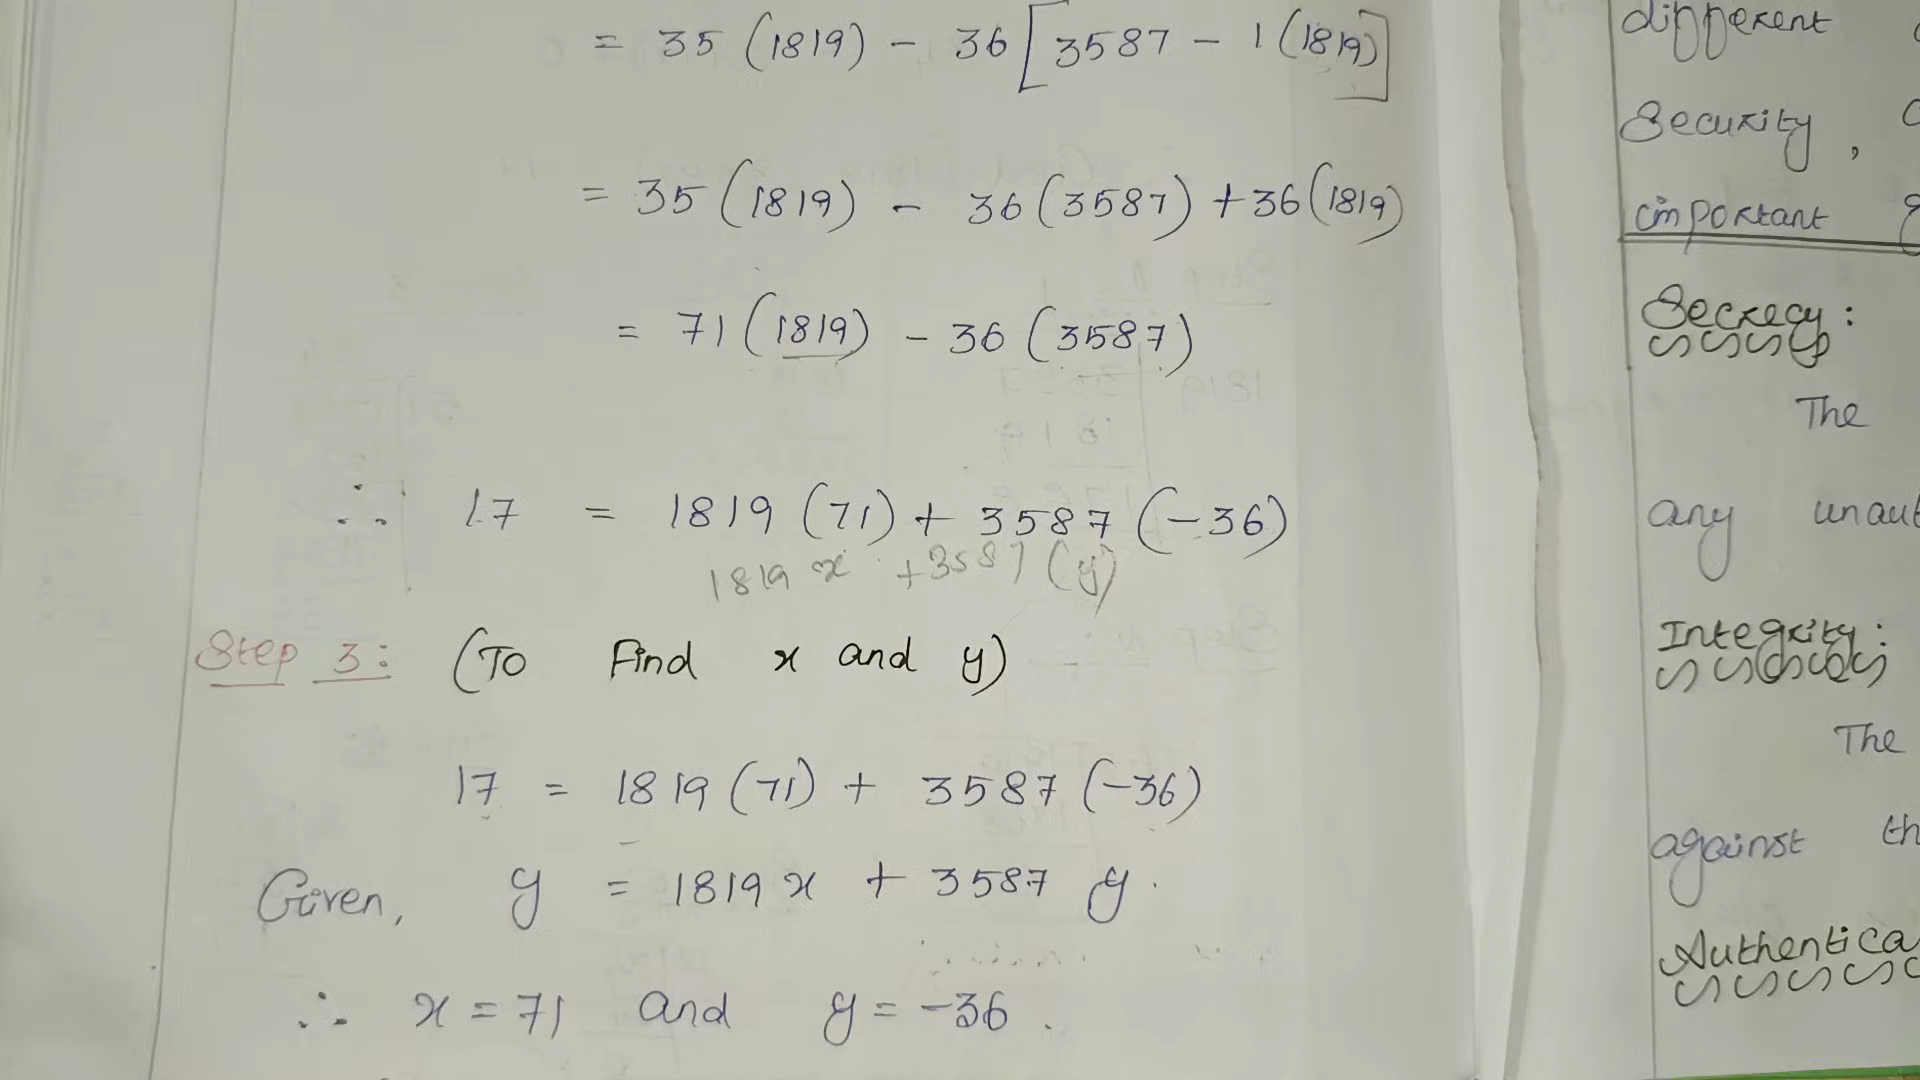 = 35 (1819) - 36 [3587 - 1 (1819)]
= 35 (1819) - 36 (3587) + 36 (1819)
= 71 (1819) - 36 (3587)
∴ 17 = 1819 (71) + 3587 (-36)
1819 x + 3587 (y)
Step 3: (To Find x and y)
17 = 1819 (71) + 3587 (-36)
Given, y = 1819 x + 3587 y.
∴ x = 71 and y = -36.
different
Security,
important
Secrecy:
The
any unaut
Integrity:
The
against th
Authentica